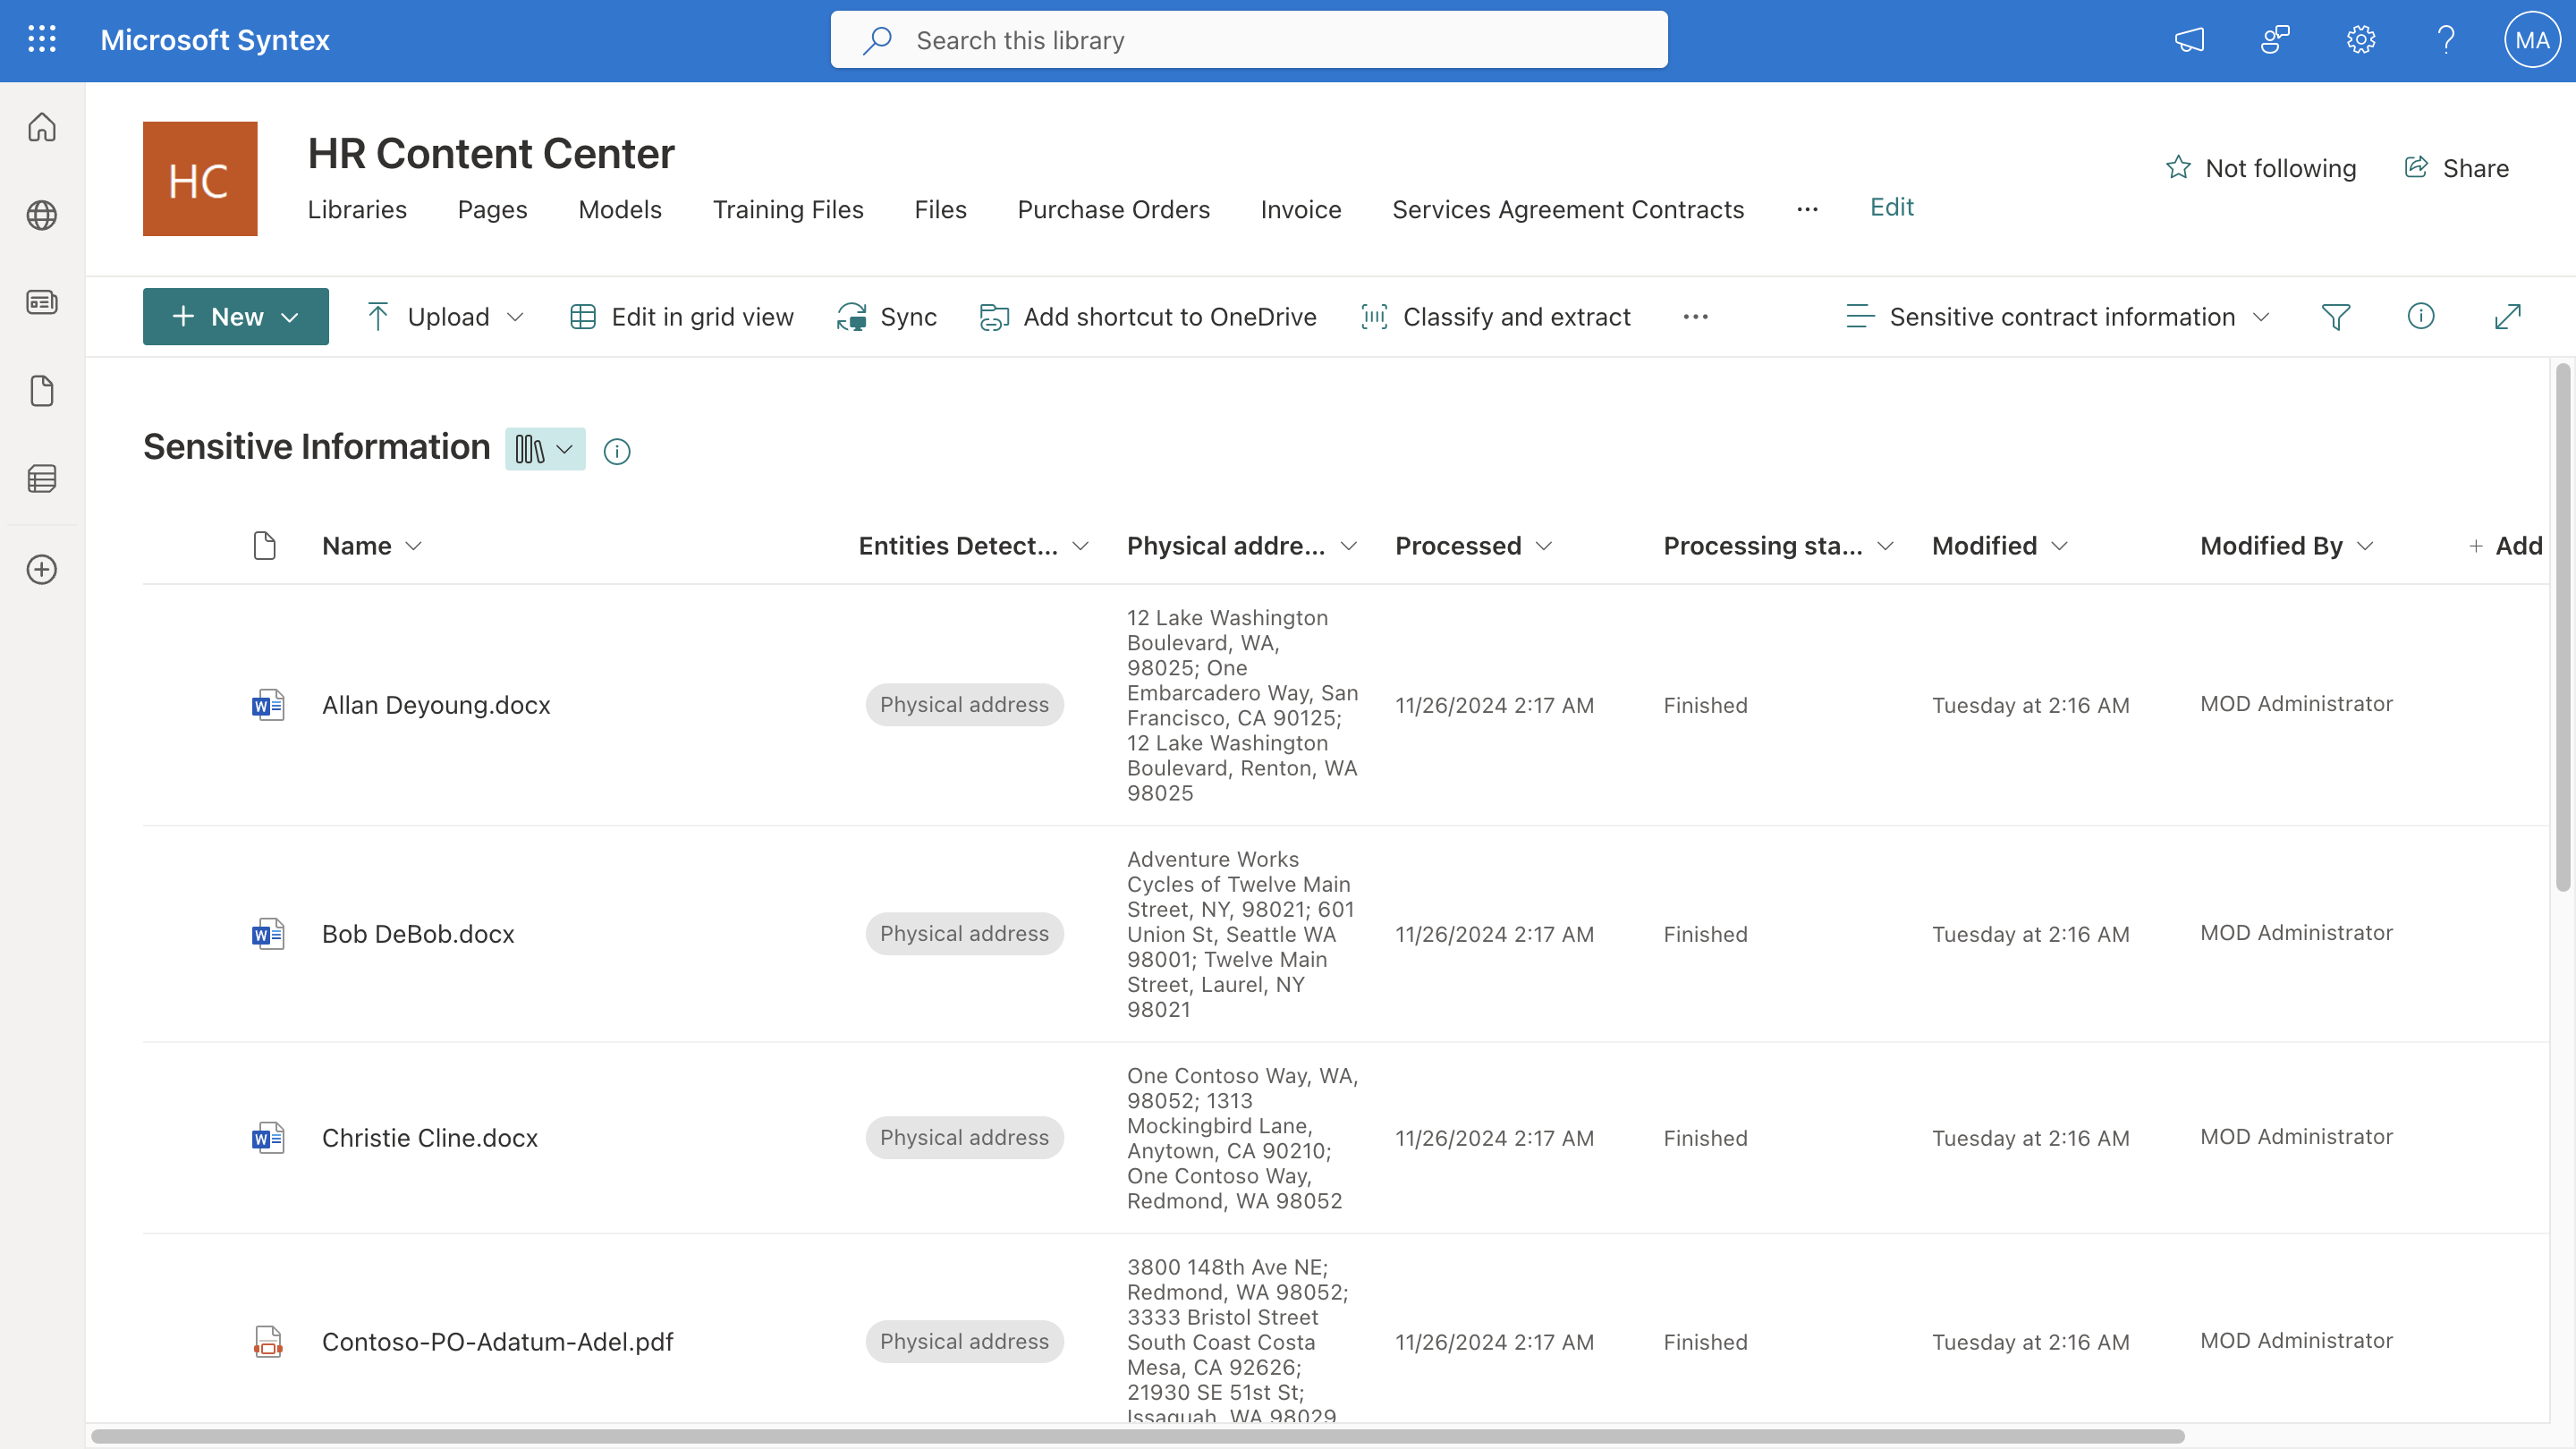 Microsoft Syntex
Search this library
MA
HC
HR Content Center
Not following
Share
Libraries
Pages
Models
Training Files
Files
Purchase Orders
Invoice
Services Agreement Contracts
...
Edit
New
Upload
Edit in grid view
Sync
Add shortcut to OneDrive
Classify and extract
...
Sensitive contract information
Sensitive Information
Name
Entities Detect...
Physical addre...
Processed
Processing sta...
Modified
Modified By
+ Add
Allan Deyoung.docx
Physical address
12 Lake Washington
Boulevard, WA,
98025; One
Embarcadero Way, San
Francisco, CA 90125;
12 Lake Washington
Boulevard, Renton, WA
98025
11/26/2024 2:17 AM
Finished
Tuesday at 2:16 AM
MOD Administrator
Bob DeBob.docx
Physical address
Adventure Works
Cycles of Twelve Main
Street, NY, 98021; 601
Union St, Seattle WA
98001; Twelve Main
Street, Laurel, NY
98021
11/26/2024 2:17 AM
Finished
Tuesday at 2:16 AM
MOD Administrator
Christie Cline.docx
Physical address
One Contoso Way, WA,
98052; 1313
Mockingbird Lane,
Anytown, CA 90210;
One Contoso Way,
Redmond, WA 98052
11/26/2024 2:17 AM
Finished
Tuesday at 2:16 AM
MOD Administrator
Contoso-PO-Adatum-Adel.pdf
Physical address
3800 148th Ave NE;
Redmond, WA 98052;
3333 Bristol Street
South Coast Costa
Mesa, CA 92626;
21930 SE 51st St;
Issaquah, WA 98029
11/26/2024 2:17 AM
Finished
Tuesday at 2:16 AM
MOD Administrator